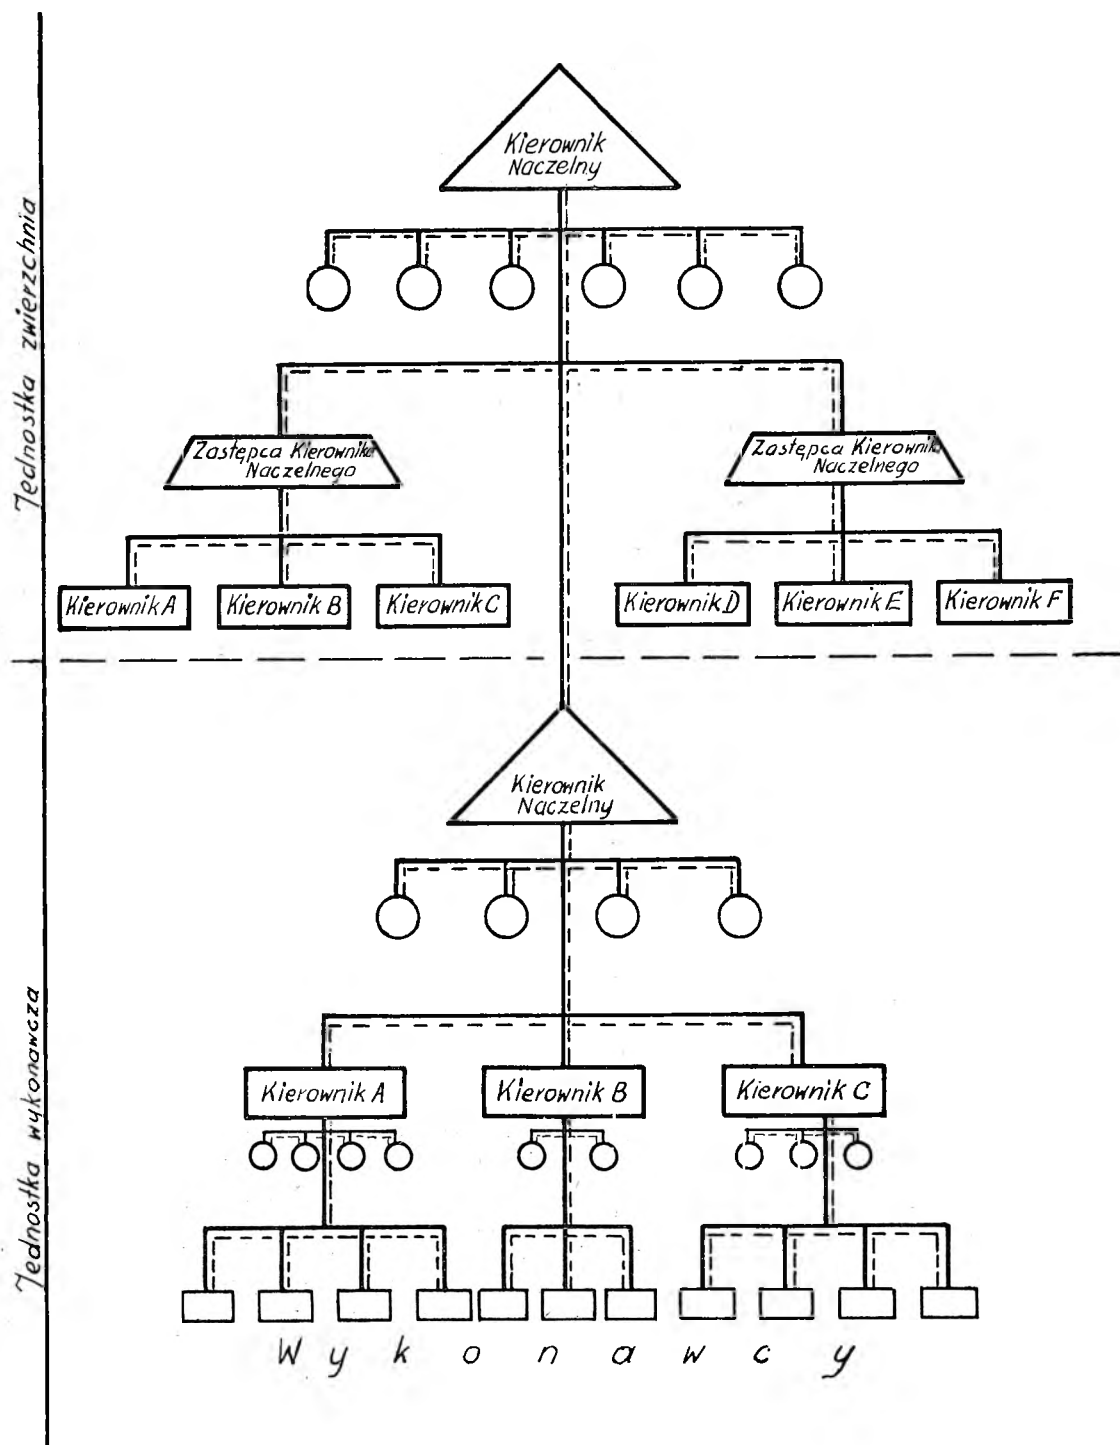 Jednostka zwierzchnia
Kierownik
Naczelny
Zastępca Kierownika
Naczelnego
Zastępca Kierownika
Naczelnego
Kierownik A
Kierownik B
Kierownik C
Kierownik D
Kierownik E
Kierownik F
Jednostka wykonawcza
Kierownik
Naczelny
Kierownik A
Kierownik B
Kierownik C
Wykonawcy